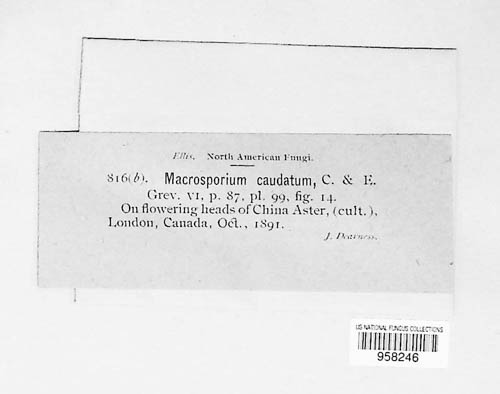 Ellis, North American Fungi.
816(b). Macrosporium caudatum, C. & E.
Grev. VI, p. 87, pl. 99, fig. 14.
On flowering heads of China Aster, (cult.),
London, Canada, Oct., 1891.
J. Dearness.
US NATIONAL FUNGUS COLLECTIONS
958246